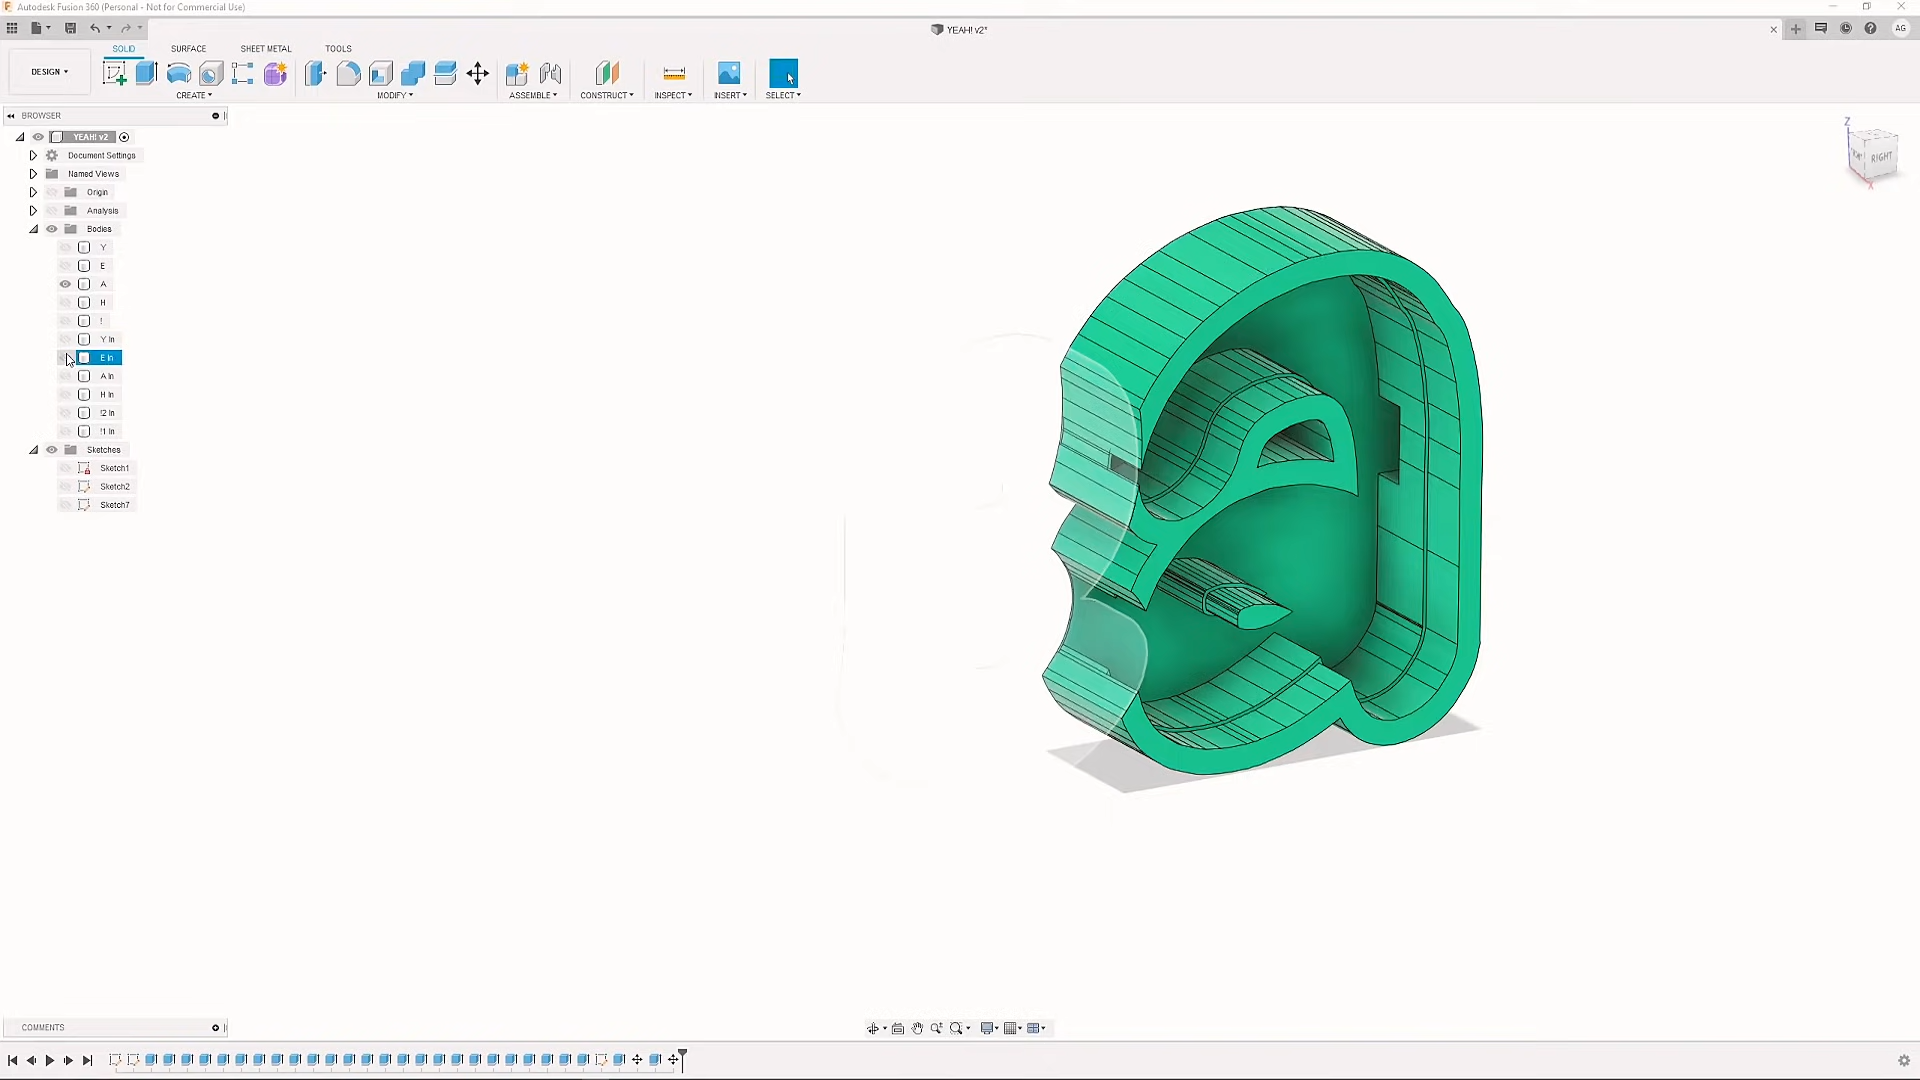 Autodesk Fusion 360 (Personal - Not for Commercial Use)
YEAH! v2*
AG
SOLID SURFACE SHEET METAL TOOLS
DESIGN
CREATE MODIFY ASSEMBLE CONSTRUCT INSPECT INSERT SELECT
BROWSER
YEAH! v2
Document Settings
Named Views
Origin
Analysis
Bodies
Y
E
A
H
!
Y In
E In
A In
H In
!2 In
!1 In
Sketches
Sketch1
Sketch2
Sketch7
Z
RIGHT
X
COMMENTS